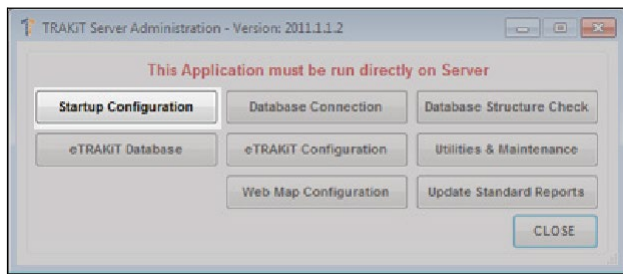 TRAKiT Server Administration - Version: 2011.1.1.2
This Application must be run directly on Server
Startup Configuration Database Connection Database Structure Check
eTRAKiT Database eTRAKiT Configuration Utilities & Maintenance
Web Map Configuration Update Standard Reports
CLOSE